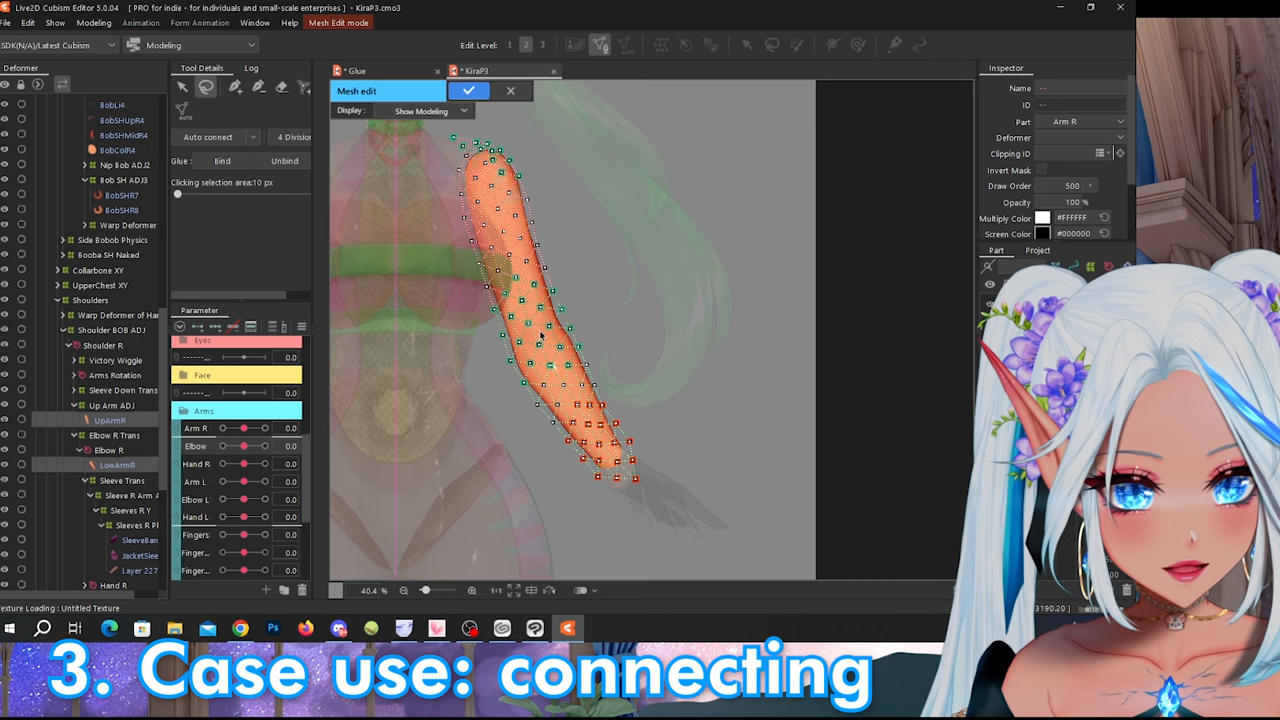 Live2D Cubism Editor 5.0.04 [ PRO for indie - for individuals and small-scale enterprises ] - KiraP3.cmo3
File Show Modeling Animation Form Animation Window Help Mesh Edit mode
SDK(N/A)/Latest Cubism Modeling Edit Level: 1 2 3
Deformer
Tool Details Log
* Glue * KiraP3
Inspector
Mesh edit
Display : Show Modeling
AUTO
Auto connect 4 Division
Glue : Bind Unbind
Clicking selection area:10 px
BobLi4
BobSHUpR4
BobSHMidR4
BobColR4
Nip Bob ADJ2
Bob SH ADJ3
BobSHR7
BobSHR8
Warp Deformer
Side Bobob Physics
Booba SH Naked
Collarbone XY
UpperChest XY
Shoulders
Warp Deformer of Har
Shoulder BOB ADJ
Shoulder R
Victory Wiggle
Arms Rotation
Sleeve Down Trans
Up Arm ADJ
UpArmR
Elbow R Trans
Elbow R
LowArmR
Sleeve Trans
Sleeve R Arm A
Sleeves R Y
Sleeves R Pl
SleeveBan
JacketSlee
Layer 227
Hand R
Parameter
Eyes
0.0
Face
0.0
Arms
Arm R 0.0
Elbow 0.0
Hand R 0.0
Arm L 0.0
Elbow L 0.0
Hand L 0.0
Fingers 0.0
Finger... 0.0
Finger... 0.0
Name --
ID --
Part Arm R
Deformer
Clipping ID
Invert Mask
Draw Order 500
Opacity 100 %
Multiply Color #FFFFFF
Screen Color #000000
Part Project
40.4 % 1:1
Texture Loading : Untitled Texture
3190.20
3. Case use: connecting